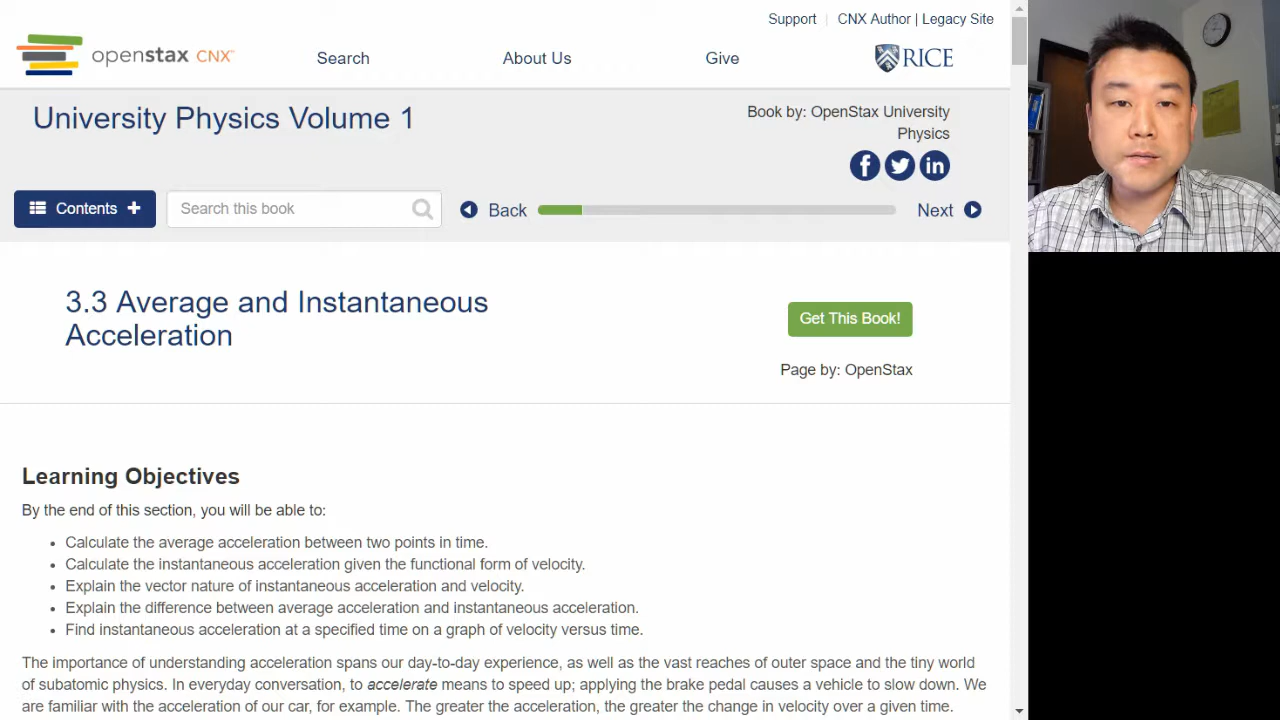 Support | CNX Author | Legacy Site
openstax CNX™
Search
About Us
Give
RICE
University Physics Volume 1
Book by: OpenStax University
Physics
Contents +
Search this book
Back
Next
3.3 Average and Instantaneous
Acceleration
Get This Book!
Page by: OpenStax
Learning Objectives
By the end of this section, you will be able to:
• Calculate the average acceleration between two points in time.
• Calculate the instantaneous acceleration given the functional form of velocity.
• Explain the vector nature of instantaneous acceleration and velocity.
• Explain the difference between average acceleration and instantaneous acceleration.
• Find instantaneous acceleration at a specified time on a graph of velocity versus time.
The importance of understanding acceleration spans our day-to-day experience, as well as the vast reaches of outer space and the tiny world
of subatomic physics. In everyday conversation, to accelerate means to speed up; applying the brake pedal causes a vehicle to slow down. We
are familiar with the acceleration of our car, for example. The greater the acceleration, the greater the change in velocity over a given time.